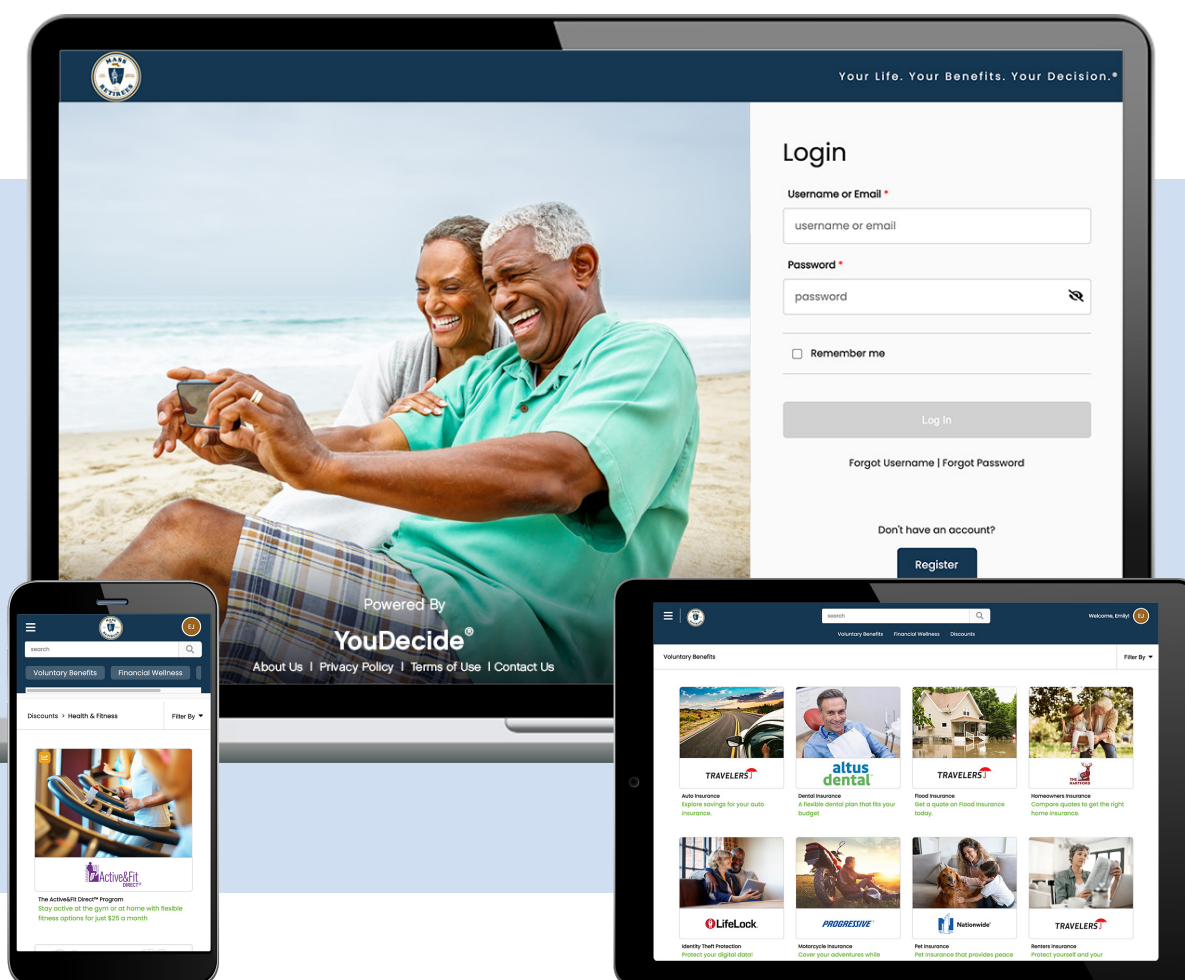 MASS
RETIREES
Your Life. Your Benefits. Your Decision.®
Login
Username or Email *
username or email
Password *
password
Remember me
Log In
Forgot Username | Forgot Password
Don't have an account?
Register
Powered By
YouDecide®
About Us | Privacy Policy | Terms of Use | Contact Us
EJ
search
Voluntary Benefits
Financial Wellness
Discounts > Health & Fitness
Filter By
Active&Fit
DIRECT™
The Active&Fit Direct™ Program
Stay active at the gym or at home with flexible
fitness options for just $25 a month
search
Welcome, Emily!
EJ
Voluntary Benefits Financial Wellness Discounts
Voluntary Benefits
Filter By
TRAVELERS
Auto Insurance
Explore savings for your auto
insurance.
altus
dental
Dental Insurance
A flexible dental plan that fits your
budget
TRAVELERS
Flood Insurance
Get a quote on Flood Insurance
today.
THE
HARTFORD
Homeowners Insurance
Compare quotes to get the right
home insurance.
LifeLock
Identity Theft Protection
Protect your digital data!
PROGRESSIVE
Motorcycle Insurance
Cover your adventures while
Nationwide®
Pet Insurance
Pet Insurance that provides peace
TRAVELERS
Renters Insurance
Protect yourself and your